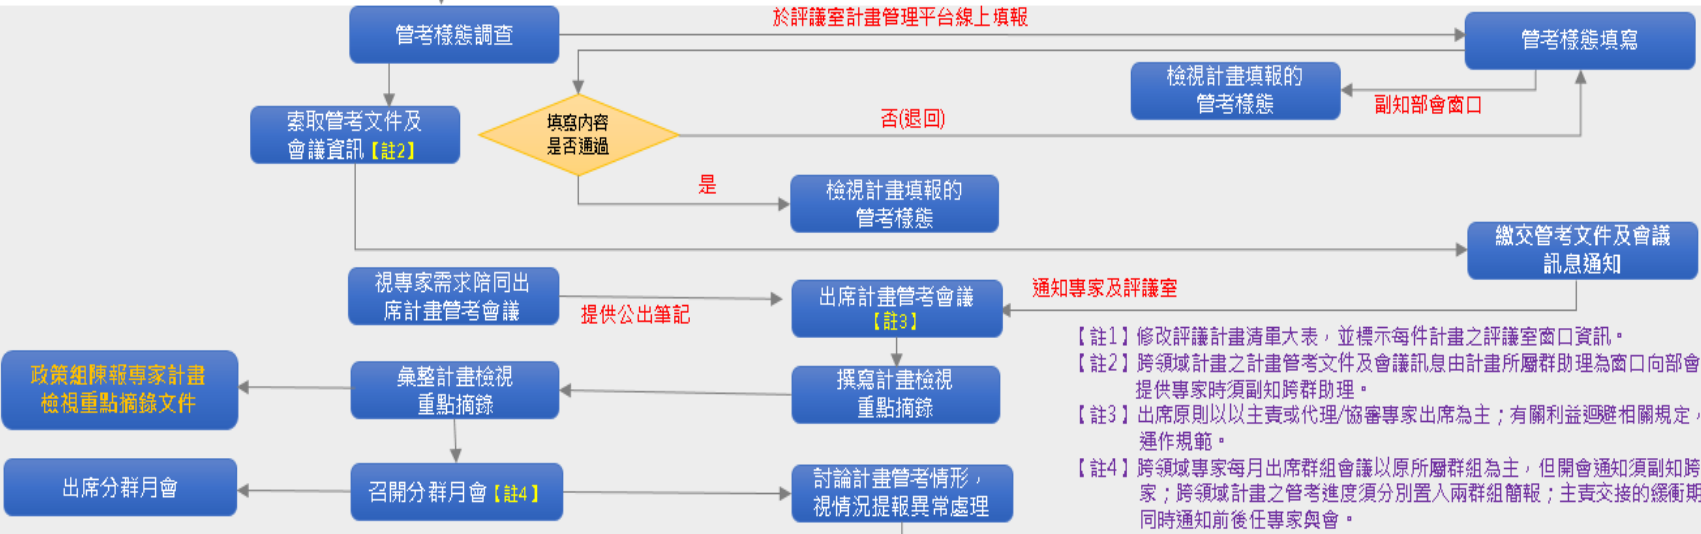 於評議室計畫管理平台線上填報
管考樣態調查
管考樣態填寫
檢視計畫填報的
管考樣態
副知部會窗口
索取管考文件及
會議資訊【註2】
填寫內容
是否通過
否(退回)
是
檢視計畫填報的
管考樣態
繳交管考文件及會議
訊息通知
視專家需求陪同出
席計畫管考會議
提供公出筆記
出席計畫管考會議
【註3】
通知專家及評議室
【註1】修改評議計畫清單大表，並標示每件計畫之評議室窗口資訊。
【註2】跨領域計畫之計畫管考文件及會議訊息由計畫所屬群助理為窗口向部會
提供專家時須副知跨群助理。
【註3】出席原則以以主責或代理/協審專家出席為主；有關利益迴避相關規定，
運作規範。
【註4】跨領域專家每月出席群組會議以原所屬群組為主，但開會通知須副知跨
家；跨領域計畫之管考進度須分別置入兩群組簡報；主責交接的緩衝期
同時通知前後任專家與會。
政策組陳報專家計畫
檢視重點摘錄文件
彙整計畫檢視
重點摘錄
撰寫計畫檢視
重點摘錄
出席分群月會
召開分群月會【註4】
討論計畫管考情形，
視情況提報異常處理